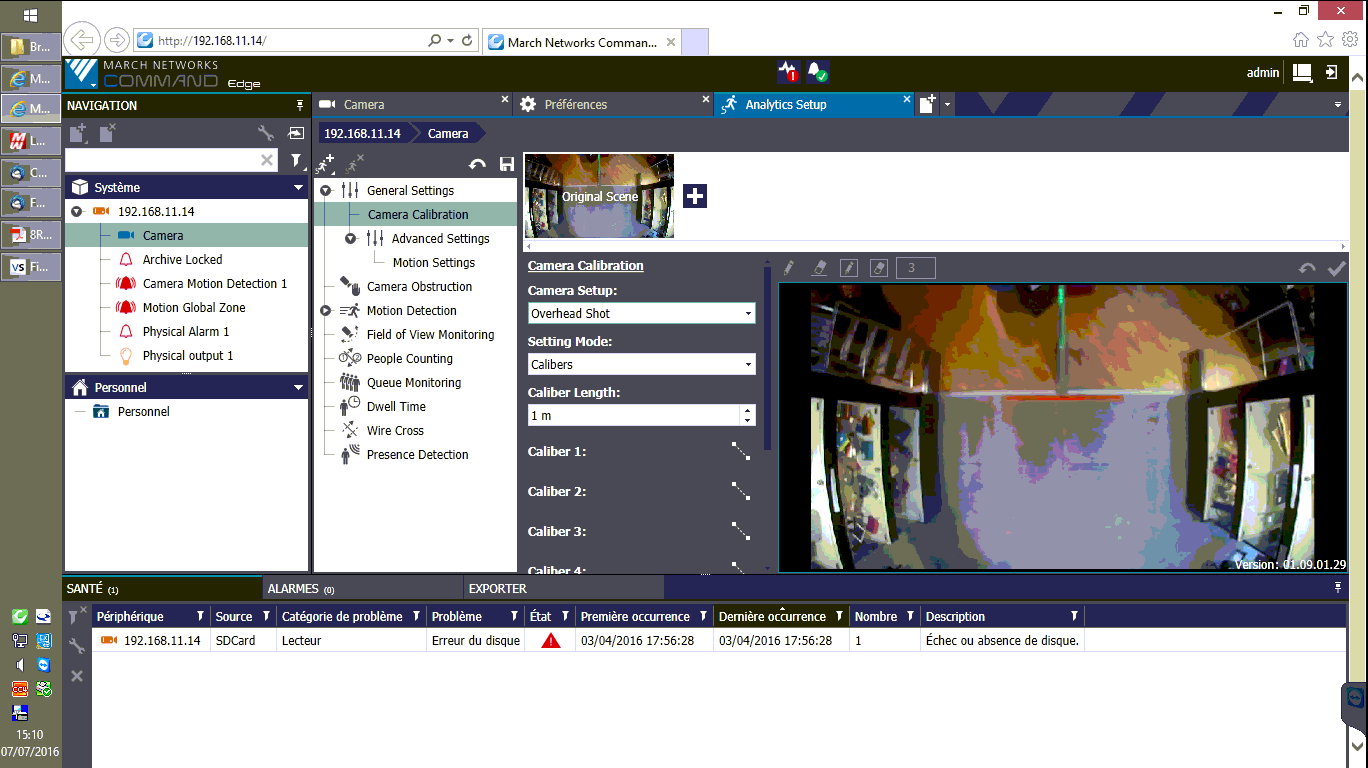 http://192.168.11.14/
March Networks Comman...
Br...
M...
M...
L...
C...
F...
8R...
Fi...
MARCH NETWORKS
COMMAND Edge
admin
NAVIGATION
Camera
Préférences
Analytics Setup
192.168.11.14
Camera
Système
192.168.11.14
Camera
Archive Locked
Camera Motion Detection 1
Motion Global Zone
Physical Alarm 1
Physical output 1
Personnel
Personnel
General Settings
Camera Calibration
Advanced Settings
Motion Settings
Camera Obstruction
Motion Detection
Field of View Monitoring
People Counting
Queue Monitoring
Dwell Time
Wire Cross
Presence Detection
Original Scene
Camera Calibration
Camera Setup:
Overhead Shot
Setting Mode:
Calibers
Caliber Length:
1 m
Caliber 1:
Caliber 2:
Caliber 3:
Caliber 4:
3
Version: 01.09.01.29
SANTÉ (1)
ALARMES (0)
EXPORTER
Périphérique
Source
Catégorie de problème
Problème
État
Première occurrence
Dernière occurrence
Nombre
Description
192.168.11.14
SDCard
Lecteur
Erreur du disque
03/04/2016 17:56:28
03/04/2016 17:56:28
1
Échec ou absence de disque.
15:10
07/07/2016